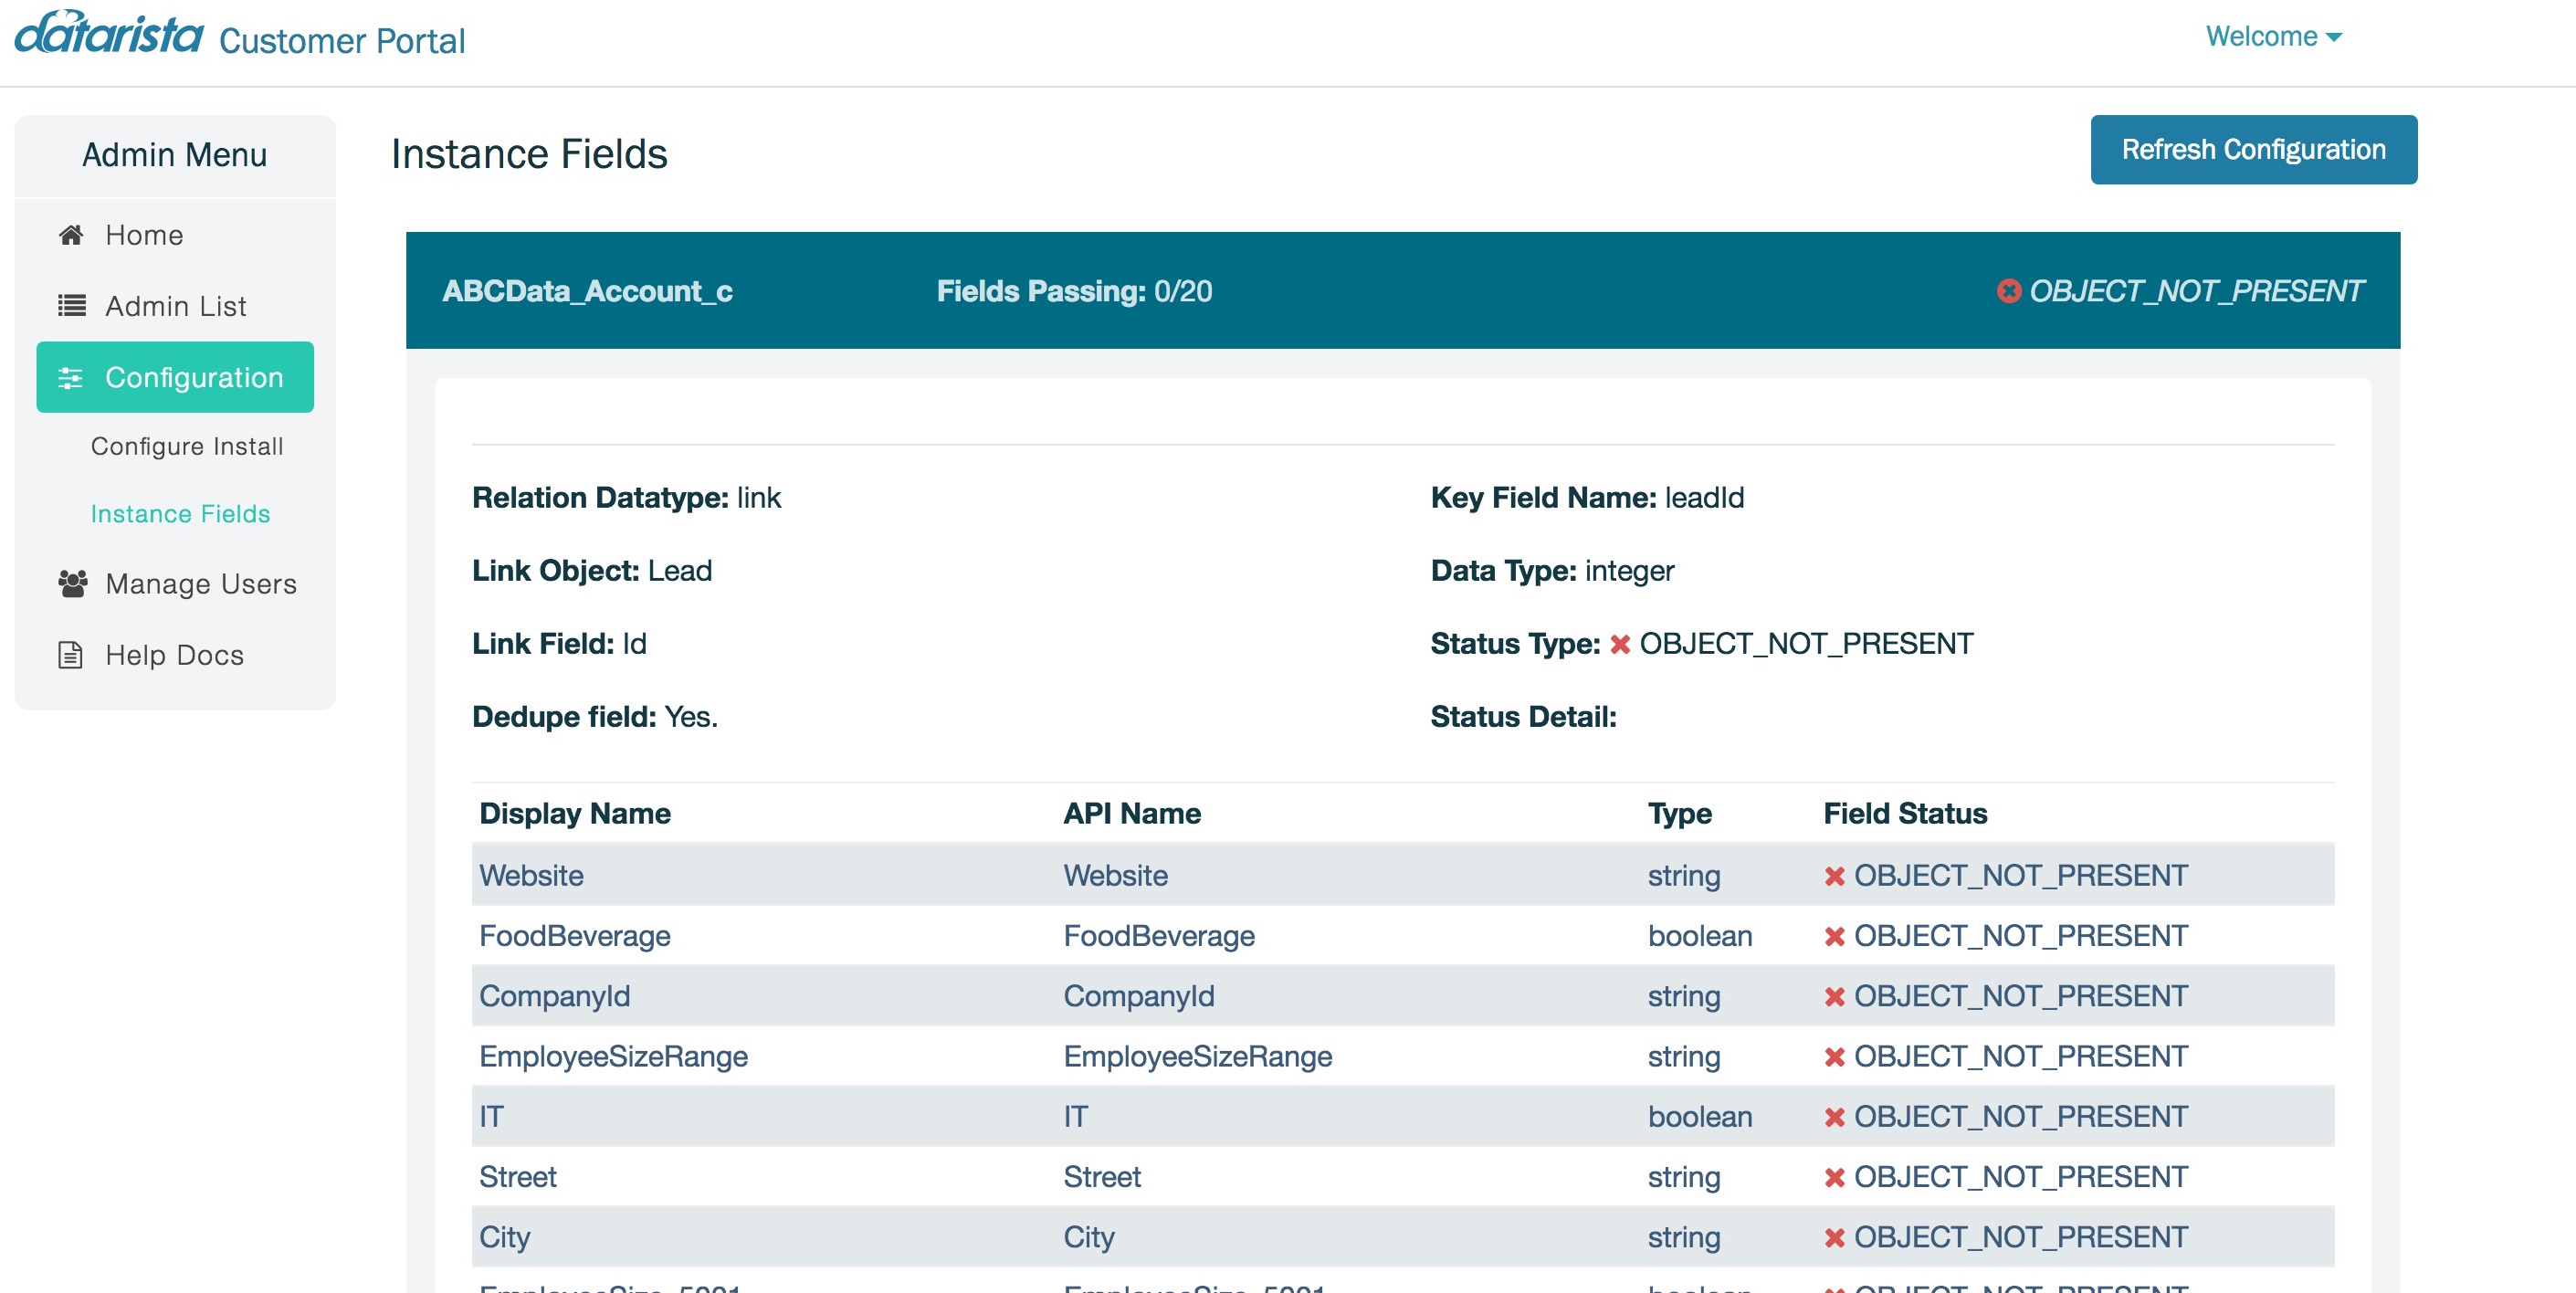 datarista Customer Portal
Welcome
Admin Menu
Home
Admin List
Configuration
Configure Install
Instance Fields
Manage Users
Help Docs
Instance Fields
Refresh Configuration
ABCData_Account_c Fields Passing: 0/20 OBJECT_NOT_PRESENT
Relation Datatype: link Key Field Name: leadId
Link Object: Lead Data Type: integer
Link Field: Id Status Type: OBJECT_NOT_PRESENT
Dedupe field: Yes. Status Detail:
Display Name API Name Type Field Status
Website Website string OBJECT_NOT_PRESENT
FoodBeverage FoodBeverage boolean OBJECT_NOT_PRESENT
CompanyId CompanyId string OBJECT_NOT_PRESENT
EmployeeSizeRange EmployeeSizeRange string OBJECT_NOT_PRESENT
IT IT boolean OBJECT_NOT_PRESENT
Street Street string OBJECT_NOT_PRESENT
City City string OBJECT_NOT_PRESENT